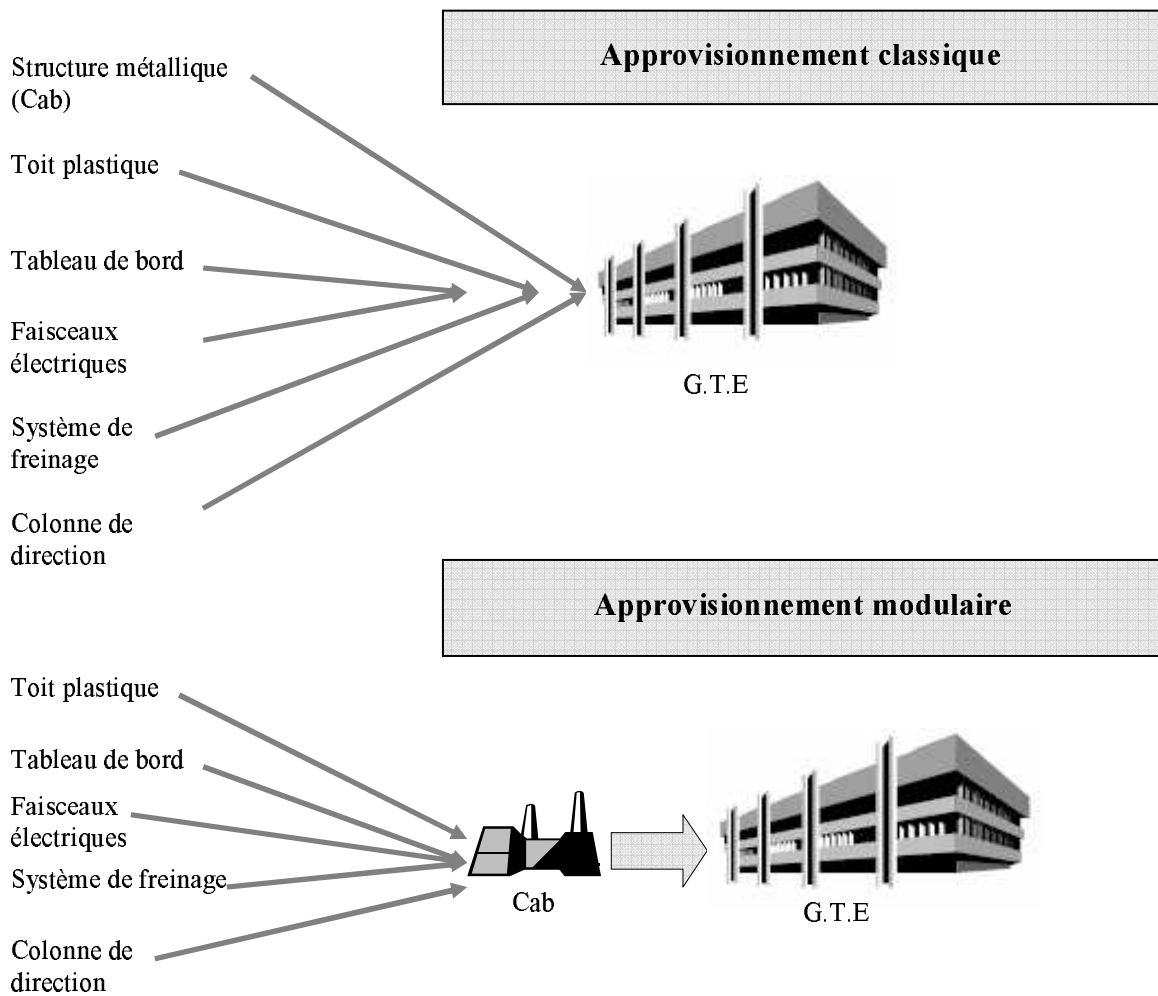 Approvisionnement classique
Structure métallique
(Cab)
Toit plastique
Tableau de bord
Faisceaux
électriques
G.T.E
Système de
freinage
Colonne de
direction
Approvisionnement modulaire
Toit plastique
Tableau de bord
Faisceaux
électriques
Système de freinage
Cab
G.T.E
Colonne de
direction